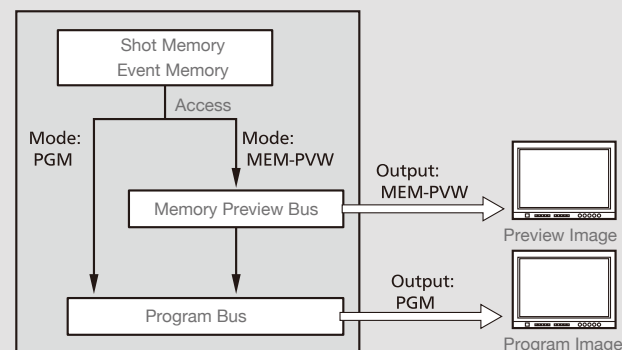 Shot Memory
Event Memory
Access
Mode:
PGM
Mode:
MEM-PVW
Output:
MEM-PVW
Memory Preview Bus
Preview Image
Output:
PGM
Program Bus
Program Image